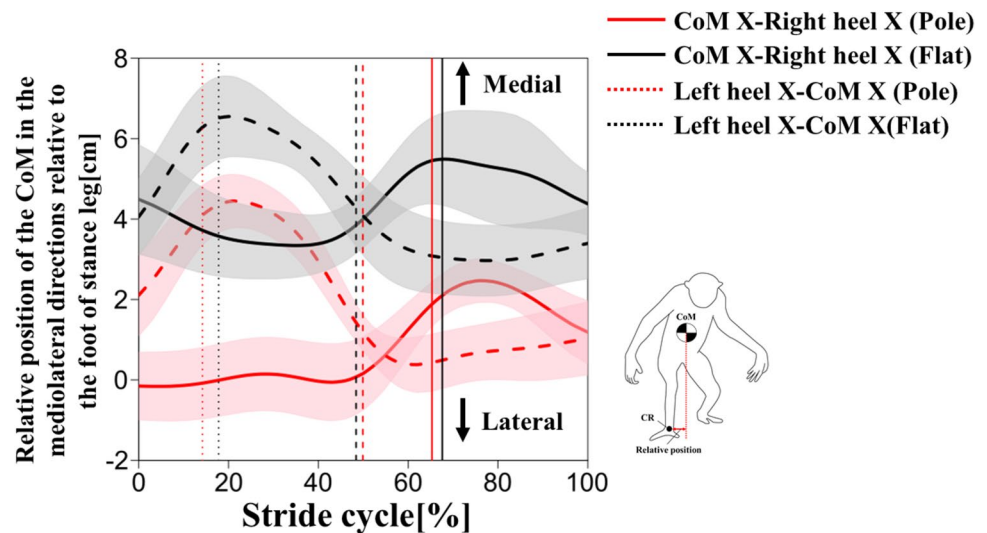 CoM X-Right heel X (Pole)
CoM X-Right heel X (Flat)
Left heel X-CoM X (Pole)
Left heel X-CoM X(Flat)
Relative position of the CoM in the
mediolateral directions relative to
the foot of stance leg[cm]
8
6
4
2
0
-2
Medial
Lateral
0
20
40
60
80
100
Stride cycle[%]
CoM
CR
Relative position